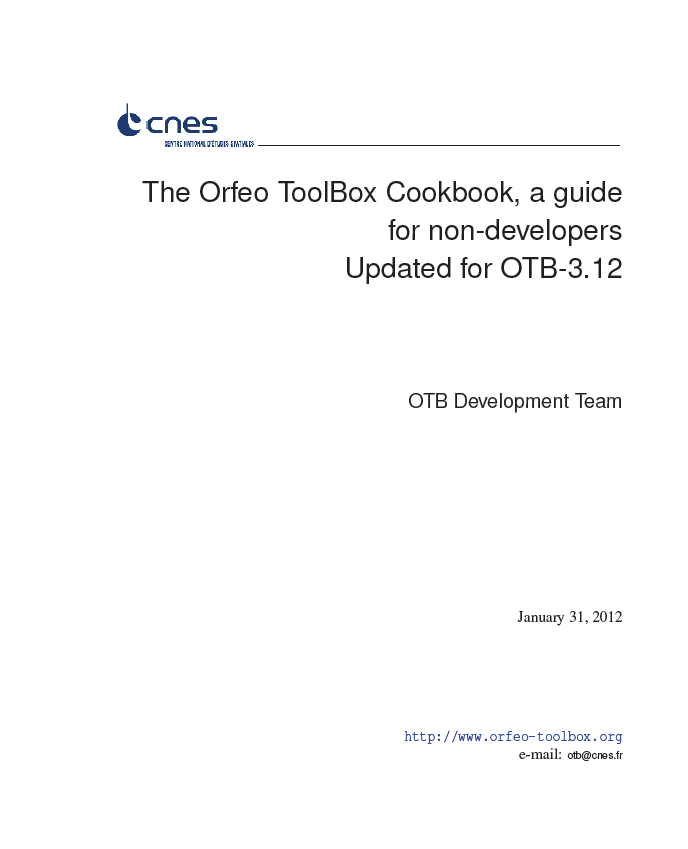 cnes
CENTRE NATIONAL D'ÉTUDES SPATIALES
The Orfeo ToolBox Cookbook, a guide
for non-developers
Updated for OTB-3.12
OTB Development Team
January 31, 2012
http://www.orfeo-toolbox.org
e-mail: otb@cnes.fr